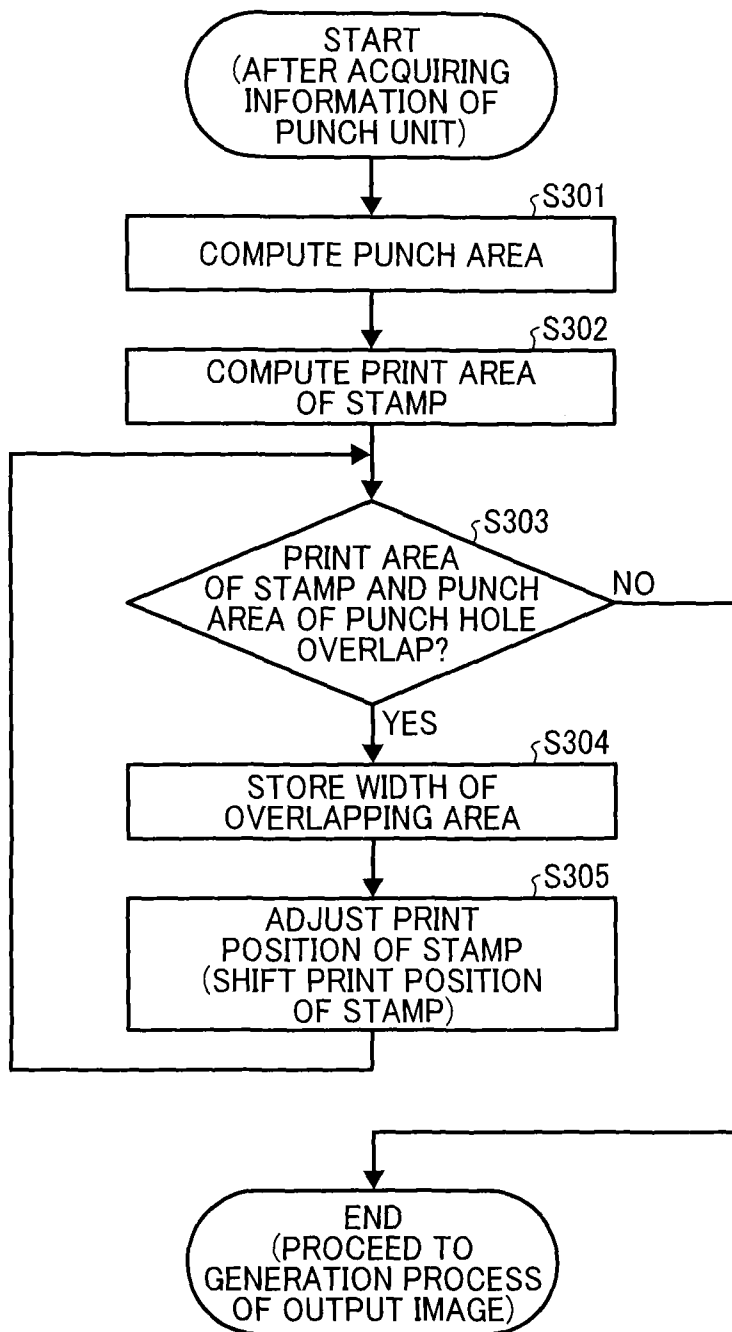 START
(AFTER ACQUIRING
INFORMATION OF
PUNCH UNIT)
S301
COMPUTE PUNCH AREA
S302
COMPUTE PRINT AREA
OF STAMP
S303
PRINT AREA
OF STAMP AND PUNCH
AREA OF PUNCH HOLE
OVERLAP?
NO
YES
S304
STORE WIDTH OF
OVERLAPPING AREA
S305
ADJUST PRINT
POSITION OF STAMP
(SHIFT PRINT POSITION
OF STAMP)
END
(PROCEED TO
GENERATION PROCESS
OF OUTPUT IMAGE)